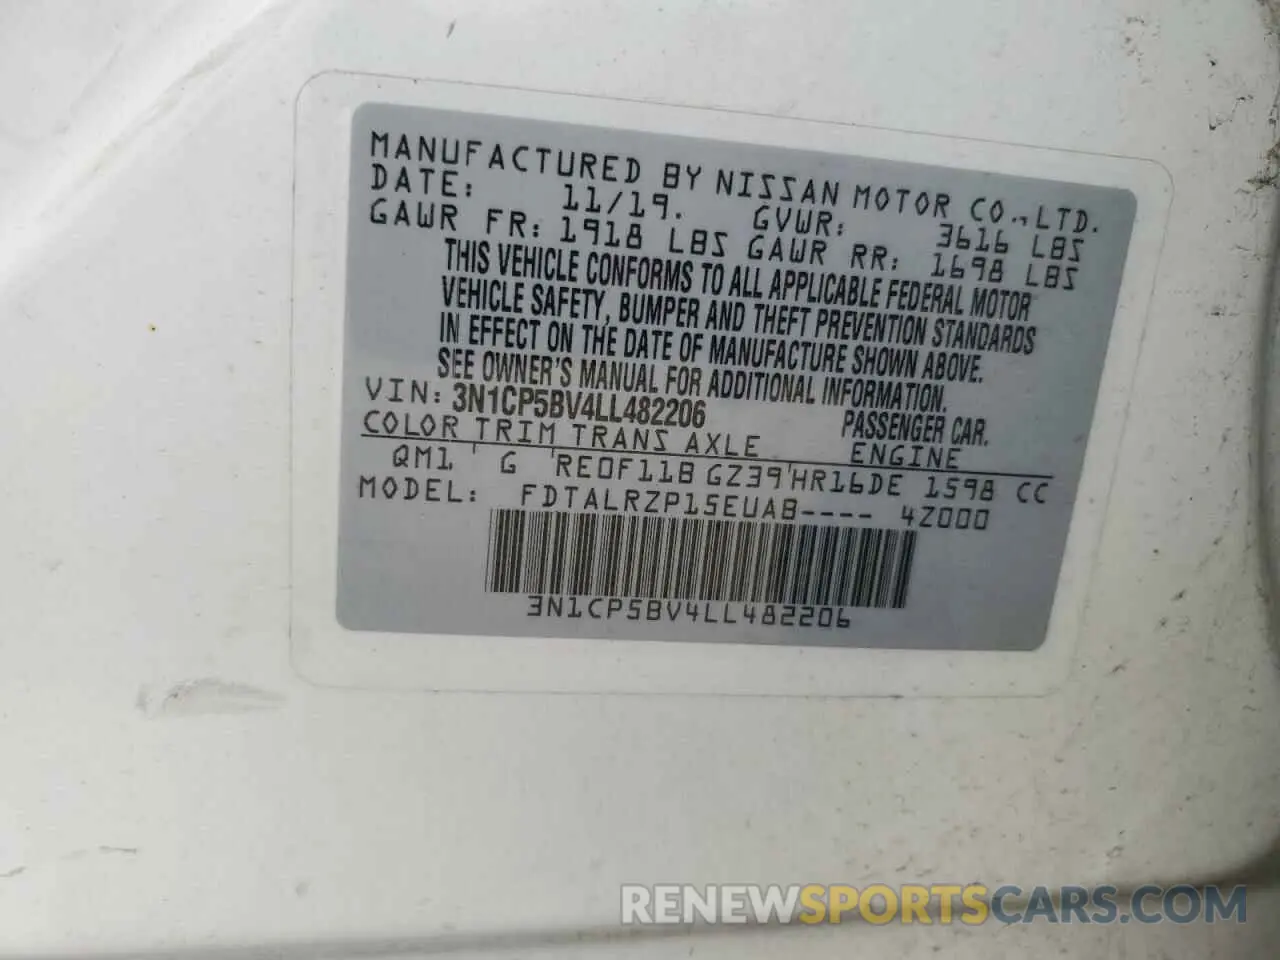 MANUFACTURED BY NISSAN MOTOR CO.,LTD.
DATE: 11/19. GVWR: 3616 LBS
GAWR FR: 1918 LBS GAWR RR: 1698 LBS
THIS VEHICLE CONFORMS TO ALL APPLICABLE FEDERAL MOTOR
VEHICLE SAFETY, BUMPER AND THEFT PREVENTION STANDARDS
IN EFFECT ON THE DATE OF MANUFACTURE SHOWN ABOVE.
SEE OWNER'S MANUAL FOR ADDITIONAL INFORMATION.
VIN: 3N1CP5BV4LL482206 PASSENGER CAR.
COLOR TRIM TRANS AXLE ENGINE
QM1 ' G 'RE0F11B GZ39'HR16DE 1598 CC
MODEL: FDTALRZP15EUAB---- 4Z000
3N1CP5BV4LL482206
RENEWSPORTSCARS.COM